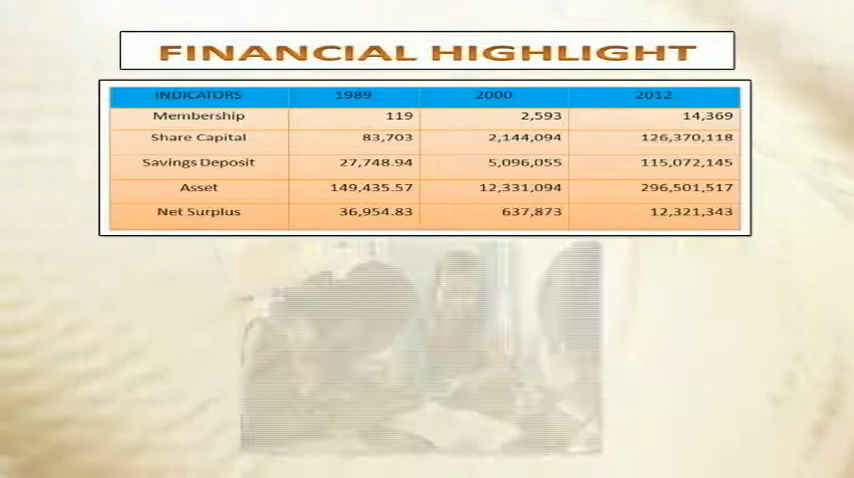 FINANCIAL HIGHLIGHT
INDICATORS 1989 2000 2012
Membership 119 2,593 14,369
Share Capital 83,703 2,144,094 126,370,118
Savings Deposit 27,748.94 5,096,055 115,072,145
Asset 149,435.57 12,331,094 296,501,517
Net Surplus 36,954.83 637,873 12,321,343